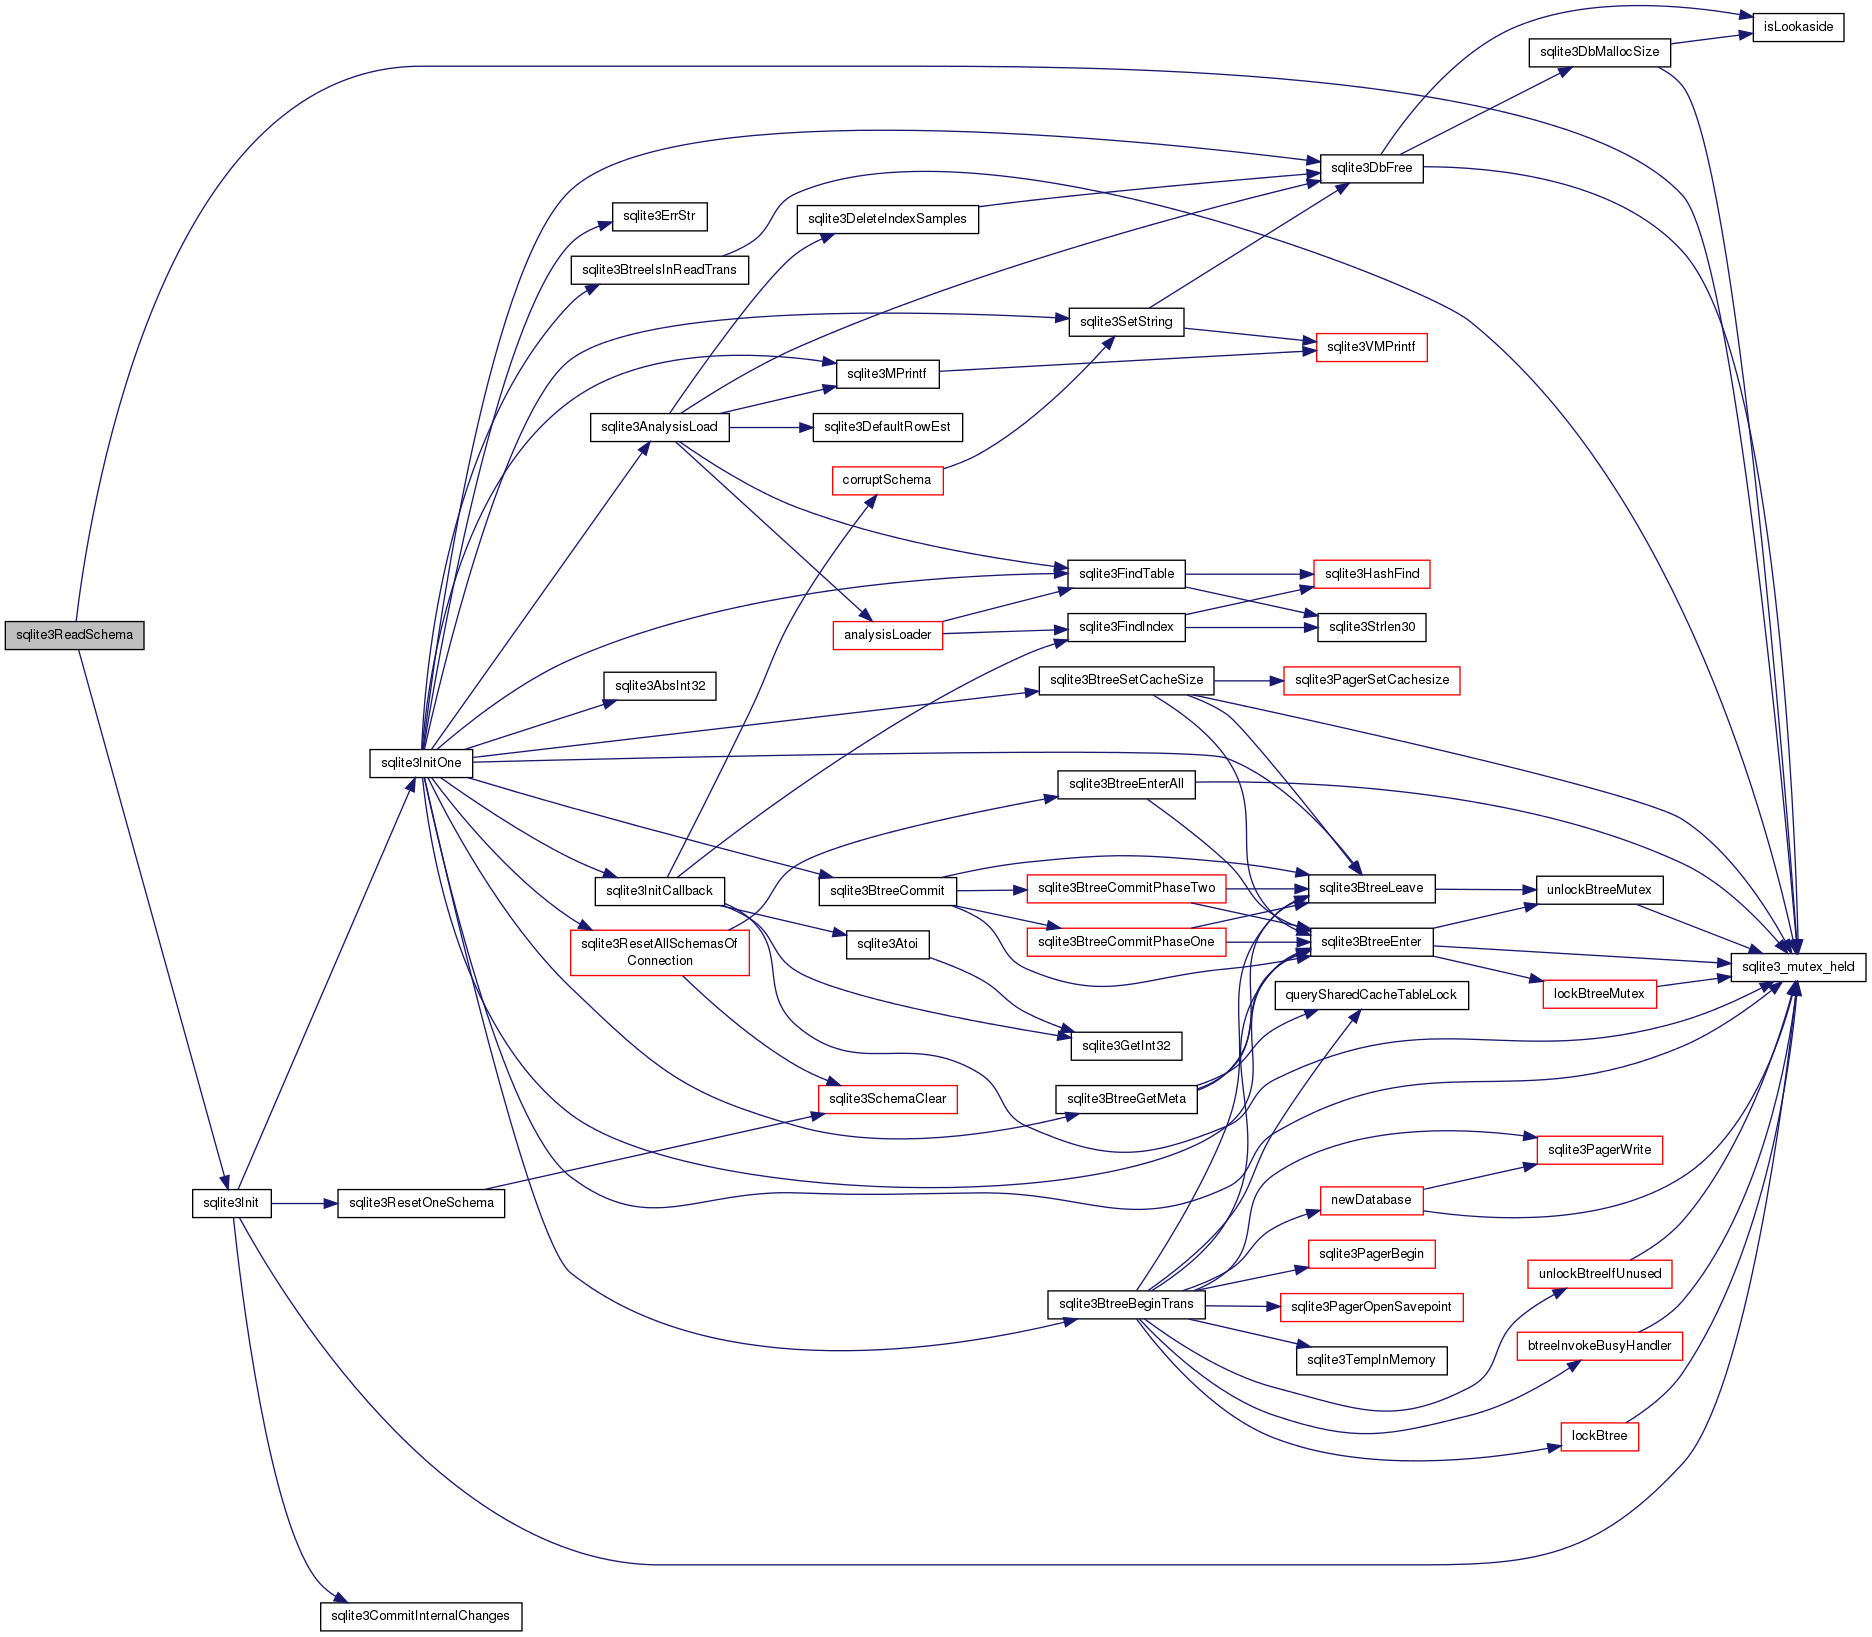 isLookaside
sqlite3DbMallocSize
sqlite3DbFree
sqlite3ErrStr
sqlite3DeleteIndexSamples
sqlite3BtreeIsInReadTrans
sqlite3SetString
sqlite3VMPrintf
sqlite3MPrintf
sqlite3AnalysisLoad
sqlite3DefaultRowEst
corruptSchema
sqlite3FindTable
sqlite3HashFind
sqlite3ReadSchema
analysisLoader
sqlite3FindIndex
sqlite3Strlen30
sqlite3AbsInt32
sqlite3BtreeSetCacheSize
sqlite3PagerSetCachesize
sqlite3InitOne
sqlite3BtreeEnterAll
sqlite3InitCallback
sqlite3BtreeCommit
sqlite3BtreeCommitPhaseTwo
sqlite3BtreeLeave
unlockBtreeMutex
sqlite3ResetAllSchemasOf
Connection
sqlite3Atoi
sqlite3BtreeCommitPhaseOne
sqlite3BtreeEnter
sqlite3_mutex_held
querySharedCacheTableLock
lockBtreeMutex
sqlite3GetInt32
sqlite3SchemaClear
sqlite3BtreeGetMeta
sqlite3PagerWrite
sqlite3Init
sqlite3ResetOneSchema
newDatabase
sqlite3PagerBegin
unlockBtreeIfUnused
sqlite3BtreeBeginTrans
sqlite3PagerOpenSavepoint
btreeInvokeBusyHandler
sqlite3TempInMemory
lockBtree
sqlite3CommitInternalChanges